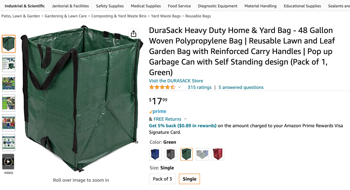 Industrial & Scientific Janitorial & Facilities Safety Supplies Medical Supplies Food Service Diagnostic Equipment Material Handling Educational Supplies Sealants and
Patio, Lawn & Garden › Gardening & Lawn Care › Composting & Yard Waste Bins › Yard Waste Bags › Reusable Bags
DuraSack Heavy Duty Home & Yard Bag - 48 Gallon
Woven Polypropylene Bag | Reusable Lawn and Leaf
Garden Bag with Reinforced Carry Handles | Pop up
Garbage Can with Self Standing design (Pack of 1,
Green)
Visit the DURASACK Store
315 ratings | 5 answered questions
$17.99
prime
& FREE Returns
Get 5% back ($0.89 in rewards) on the amount charged to your Amazon Prime Rewards Visa
Signature Card.
Color: Green
Size: Single
Pack of 3 Single
VIDEO
Roll over image to zoom in